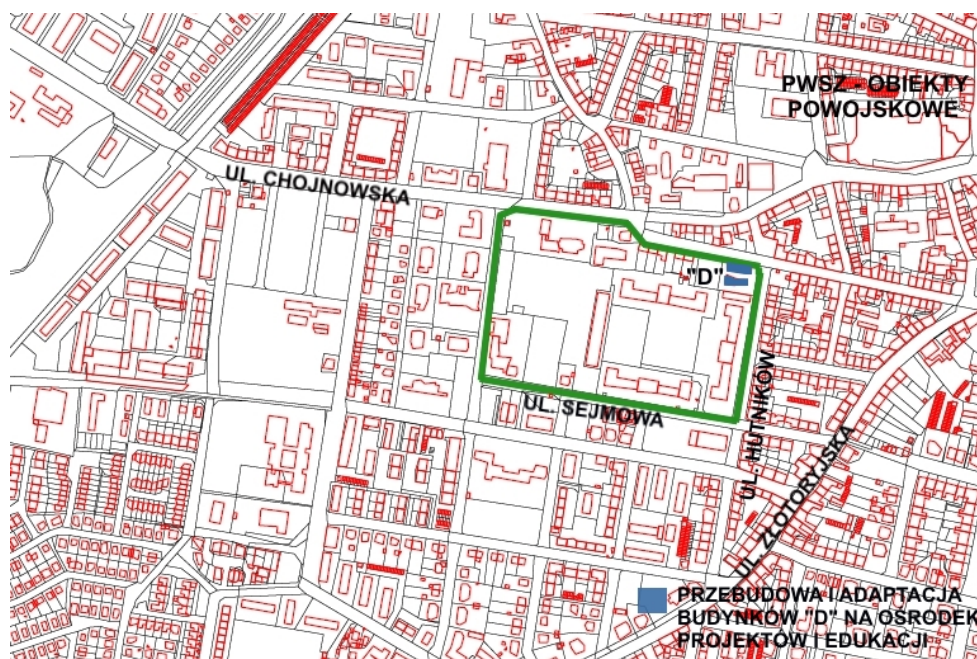 PWSZ - OBIEKTY
POWOJSKOWE
UL. CHOJNOWSKA
"D"
UL. SEJMOWA
UL. HUTNIKÓW
UL. ZŁOTORYJSKA
PRZEBUDOWA I ADAPTACJA
BUDYNKÓW "D" NA OŚRODEK
PROJEKTÓW I EDUKACJI